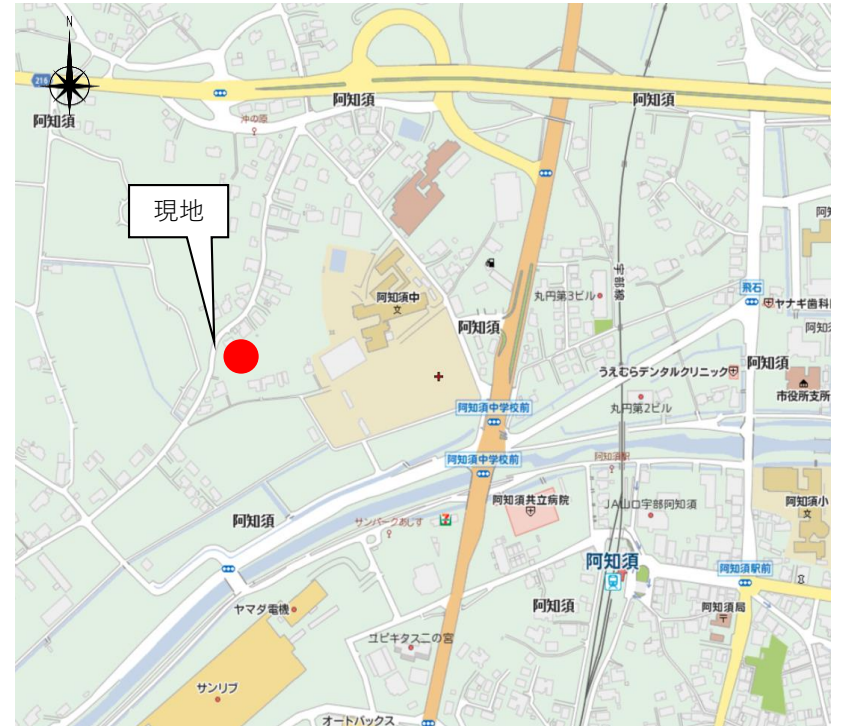 N
216
阿知須
沖の原
阿知須
阿知須
現地
阿知須中
文
阿知須
丸円第3ビル
宇部線
飛石
ヤナギ歯科
阿知須
うえむらデンタルクリニック
丸円第2ビル
市役所支所
阿知須中学校前
阿知須中学校前
阿知須駅
阿知須共立病院
JA山口宇部阿知須
阿知須小
文
阿知須
サンパークあじす
7
阿知須
阿知須駅前
ヤマダ電機
阿知須
阿知須局
ユビキタス二の宮
サンリブ
オートバックス